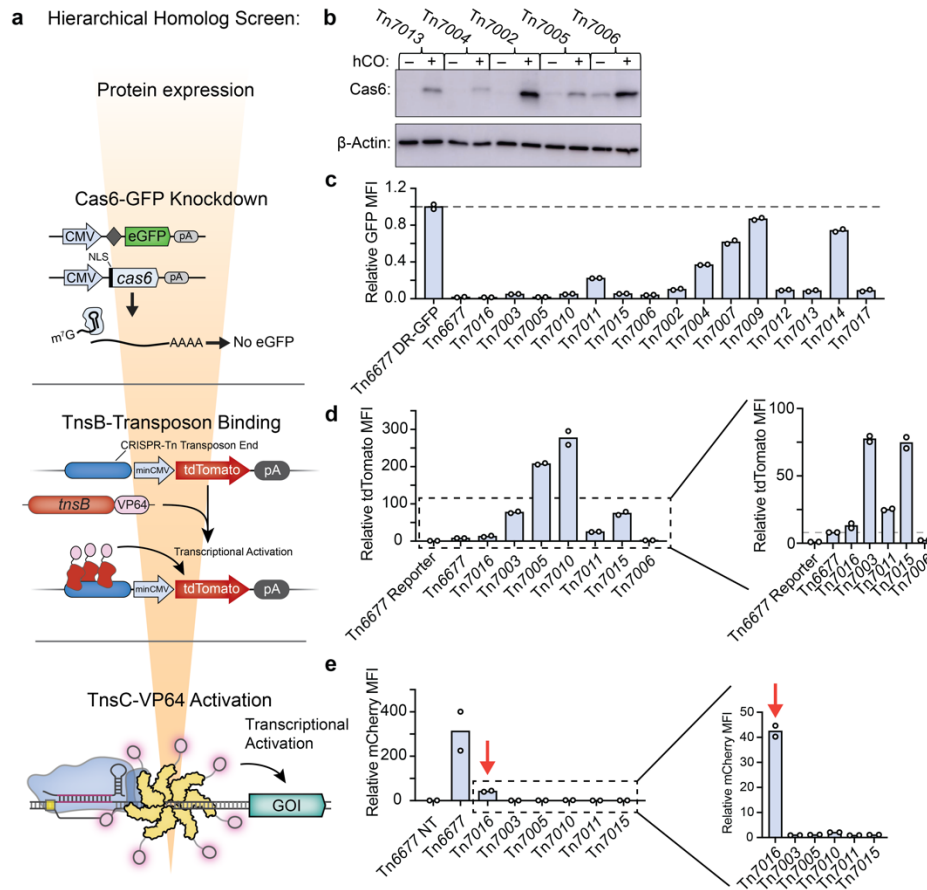 a Hierarchical Homolog Screen:
Protein expression
Cas6-GFP Knockdown
CMV eGFP pA
NLS
CMV cas6 pA
m⁷G AAAA No eGFP
TnsB-Transposon Binding
CRISPR-Tn Transposon End
minCMV tdTomato pA
tnsB VP64
Transcriptional Activation
minCMV tdTomato pA
TnsC-VP64 Activation
Transcriptional
Activation
GOI
b
Tn7013 Tn7004 Tn7002 Tn7005 Tn7006
hCO: – + – + – + – + – +
Cas6:
β-Actin:
c
Relative GFP MFI
1.2
0.8
0.4
0.0
Tn6677 DR-GFP Tn6677 Tn7016 Tn7003 Tn7005 Tn7010 Tn7011 Tn7015 Tn7006 Tn7002 Tn7004 Tn7007 Tn7009 Tn7012 Tn7013 Tn7014 Tn7017
d
Relative tdTomato MFI
400
300
200
100
0
Tn6677 Reporter Tn6677 Tn7016 Tn7003 Tn7005 Tn7010 Tn7011 Tn7015 Tn7006
Relative tdTomato MFI
100
75
50
25
0
Tn6677 Reporter Tn6677 Tn7016 Tn7003 Tn7011 Tn7015 Tn7006
e
Relative mCherry MFI
400
200
0
Tn6677 NT Tn6677 Tn7016 Tn7003 Tn7005 Tn7010 Tn7011 Tn7015
Relative mCherry MFI
50
40
30
20
10
0
Tn7016 Tn7003 Tn7005 Tn7010 Tn7011 Tn7015